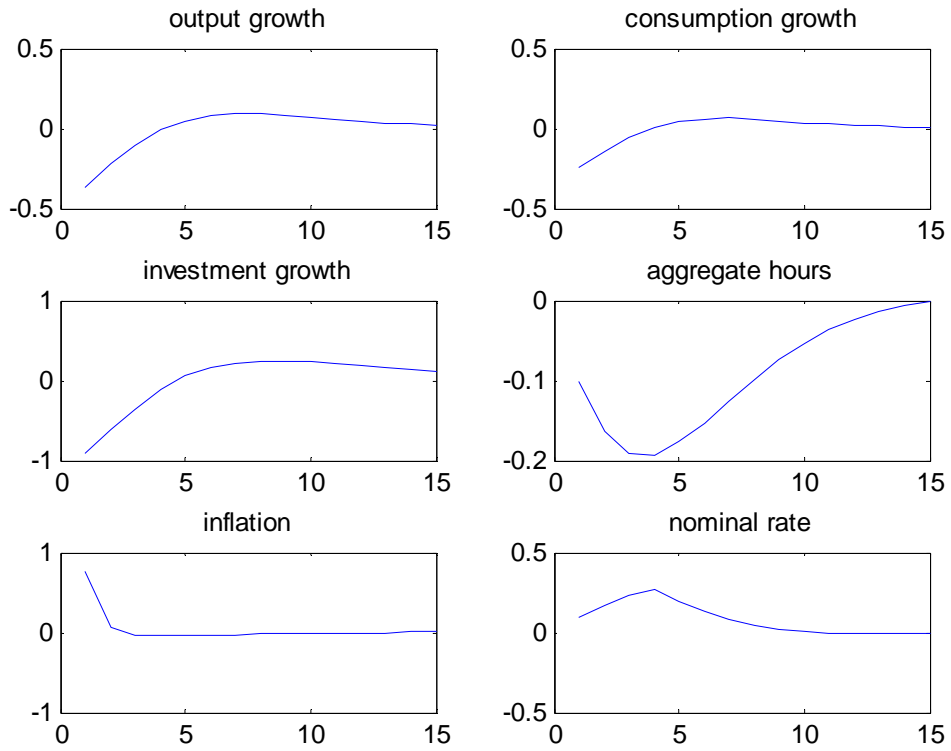 output growth
0.5
0
-0.5
0 5 10 15
consumption growth
0.5
0
-0.5
0 5 10 15
investment growth
1
0
-1
0 5 10 15
aggregate hours
0
-0.1
-0.2
0 5 10 15
inflation
1
0
-1
0 5 10 15
nominal rate
0.5
0
-0.5
0 5 10 15